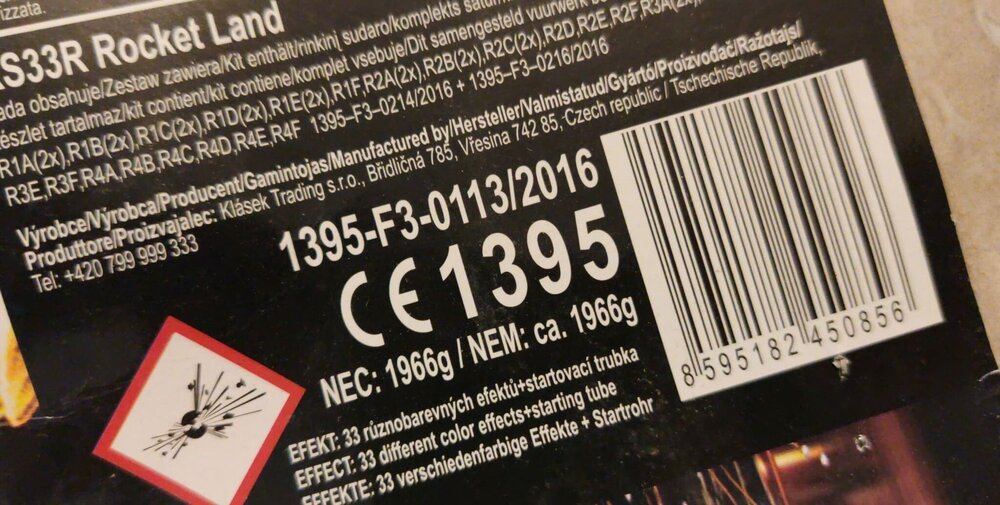 izzata.
S33R Rocket Land
ada obsahuje/Zestaw zawiera/Kit enthält/rinkinį sudaro/komplekts
észlet tartalmaz/kit contient/kit contiene/komplet vsebuje/Dit samengesteld vuurwerk
R1A(2x),R1B(2x),R1C(2x),R1D(2x),R1E(2x),R1F,R2A(2x),R2B(2x),R2C(2x),R2D,R2E,R2F,R3A(2x),
R3E,R3F,R4A,R4B,R4C,R4D,R4E,R4F 1395–F3-0214/2016 + 1395–F3-0216/2016
Výrobce/Výrobca/Producent/Gamintojas/Manufactured by/Hersteller/Valmistatud/Gyártó/Proizvođač/Ražotajs/
Produttore/Proizvajalec: Klásek Trading s.r.o., Břidličná 785, Vřesina 742 85,-Czech republic / Tschechische Republik,
Tel: +420 799 999 333
1395-F3-0113/2016
CE 1395
NEC: 1966g / NEM: ca. 1966g
EFEKT: 33 různobarevných efektů+startovací trubka
EFFECT: 33 different color effects+starting tube
EFFEKTE: 33 verschiedenfarbige Effekte + Startrohr
8 595182 450856